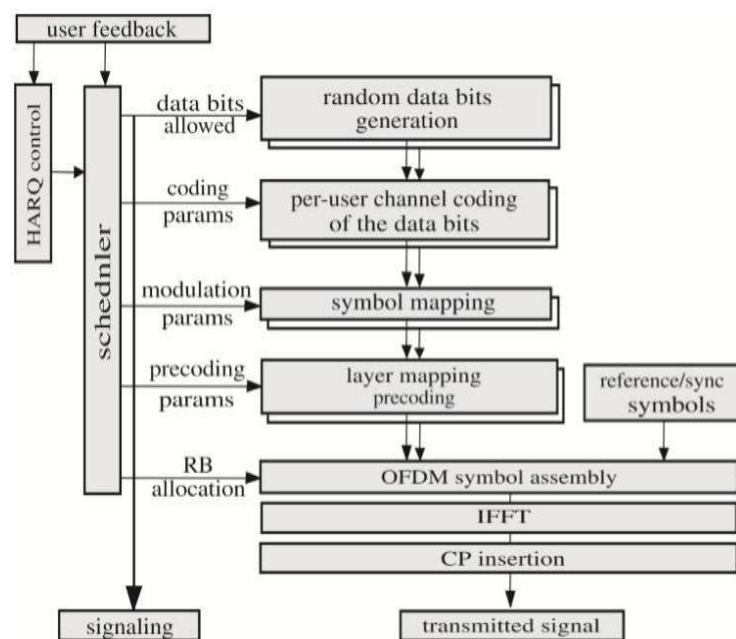 user feedback
HARQ control
schednler
data bits
allowed
random data bits
generation
coding
params
per-user channel coding
of the data bits
modulation
params
symbol mapping
precoding
params
layer mapping
precoding
reference/sync
symbols
RB
allocation
OFDM symbol assembly
IFFT
CP insertion
signaling
transmitted signal